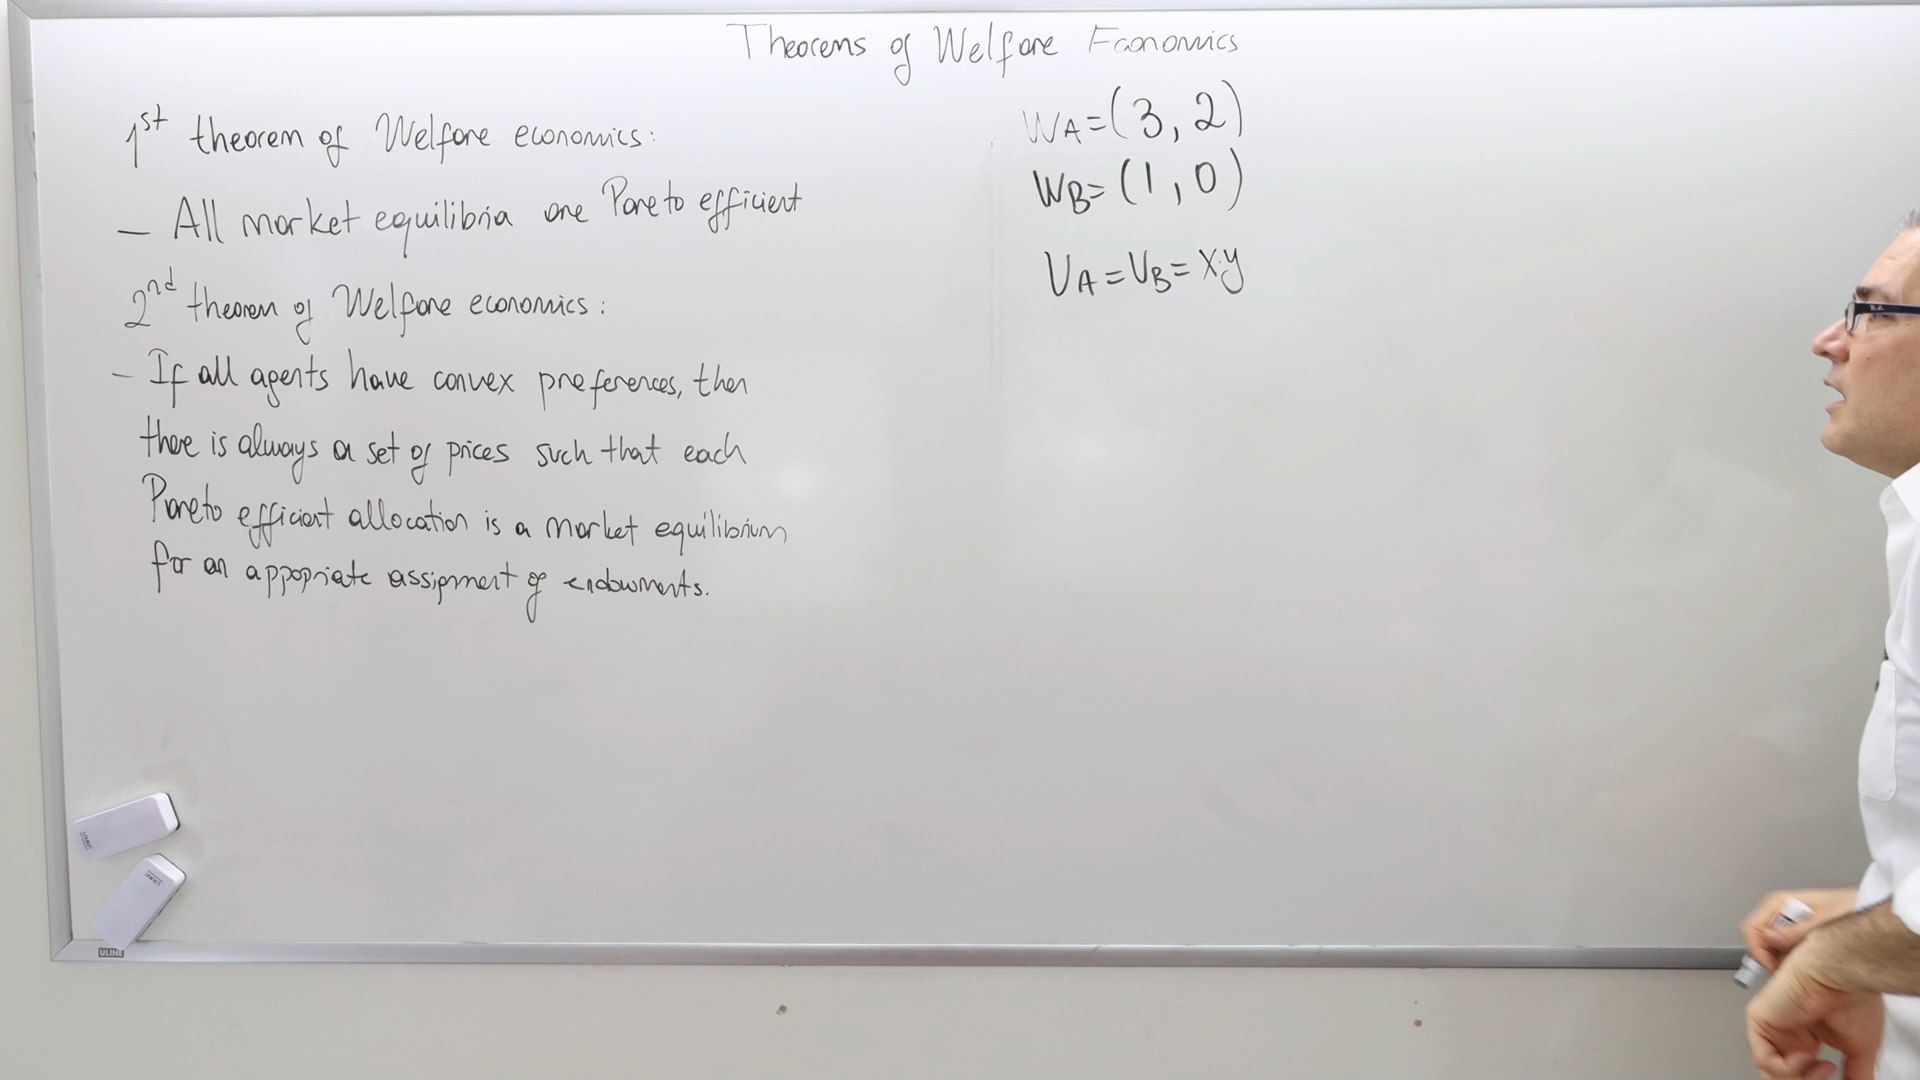 Theorems of Welfare Economics
1st theorem of Welfare economics:
– All market equilibria are Pareto efficient
2nd theorem of Welfare economics:
– If all agents have convex preferences, then
there is always a set of prices such that each
Pareto efficient allocation is a market equilibrium
for an appopriate assignment of endowments.
WA=(3,2)
WB=(1,0)
UA=UB=x·y
ULINE